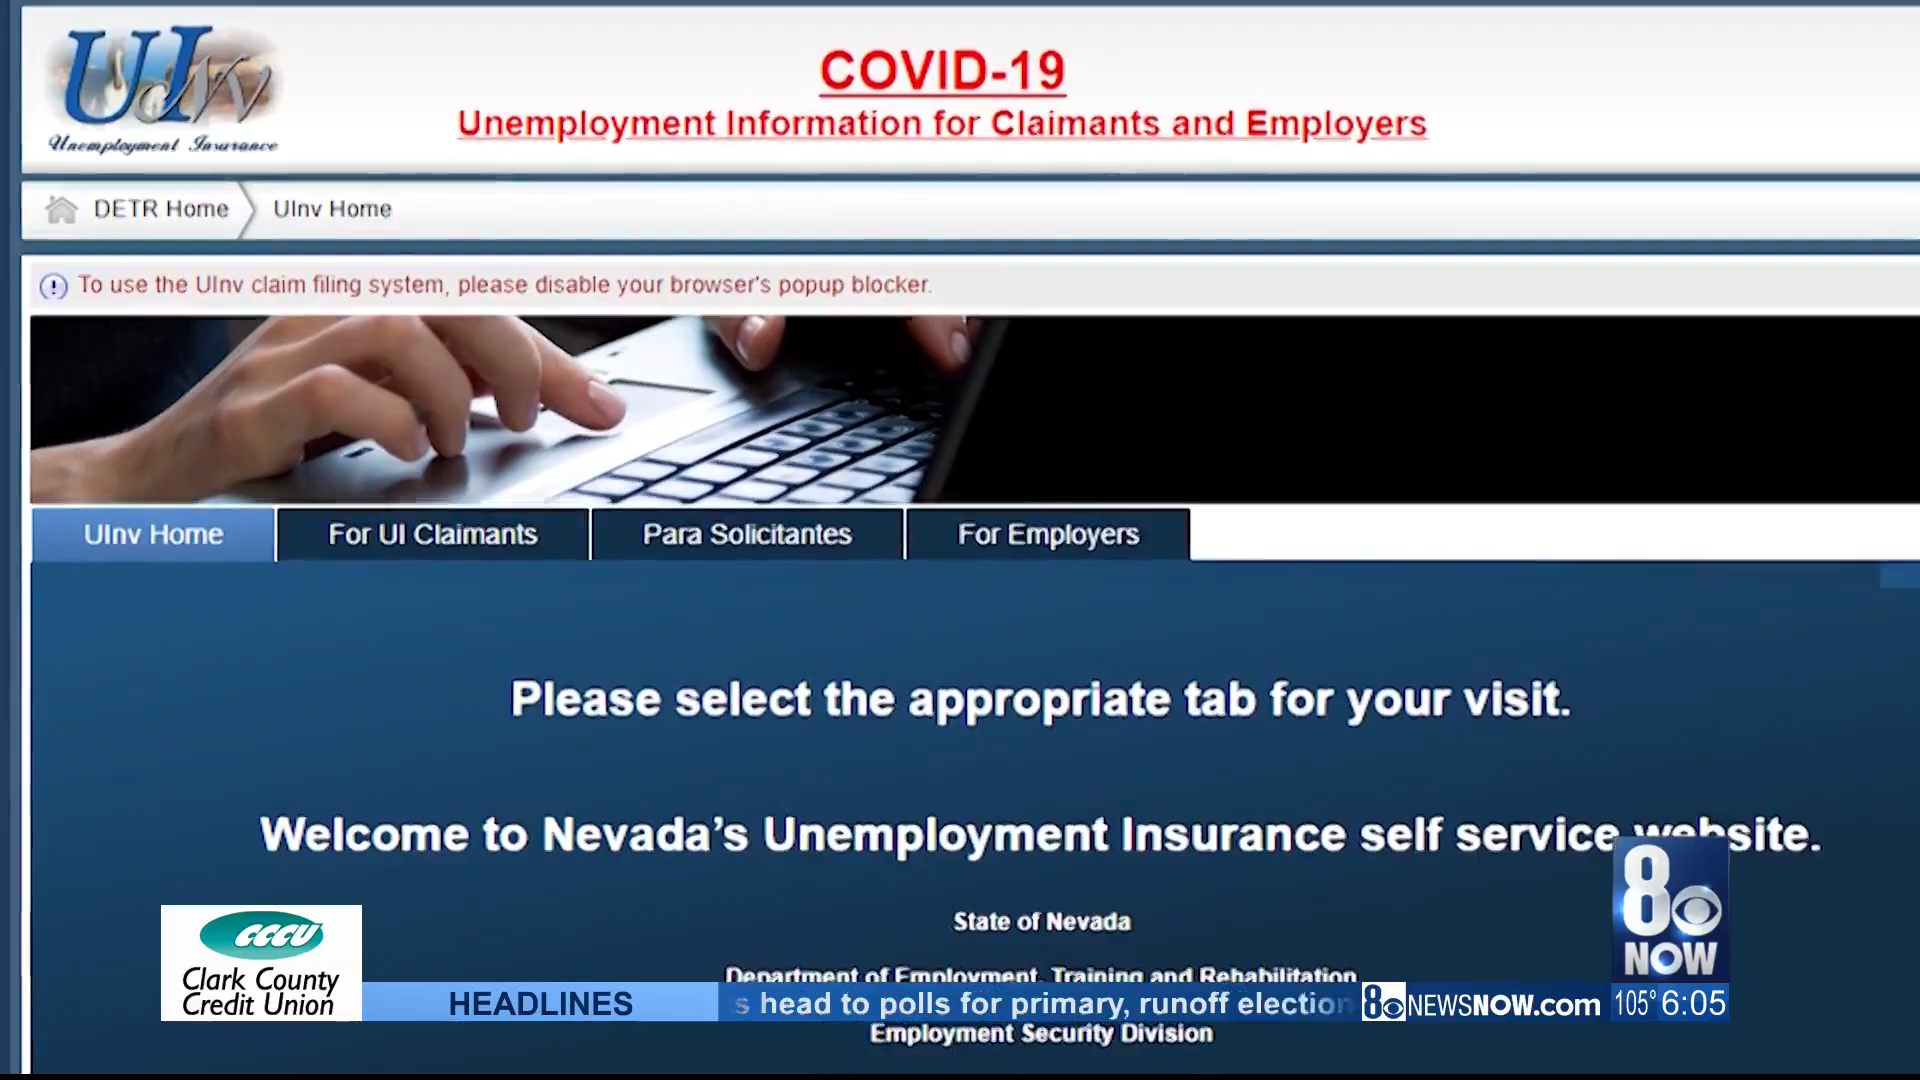 UInv
Unemployment Insurance
COVID-19
Unemployment Information for Claimants and Employers
DETR Home
UInv Home
To use the UInv claim filing system, please disable your browser's popup blocker.
UInv Home
For UI Claimants
Para Solicitantes
For Employers
Please select the appropriate tab for your visit.
Welcome to Nevada’s Unemployment Insurance self service website.
State of Nevada
Department of Employment, Training and Rehabilitation
Employment Security Division
8 NOW
CCCU
Clark County
Credit Union
HEADLINES
s head to polls for primary, runoff election
8NEWSNOW.com
105° 6:05